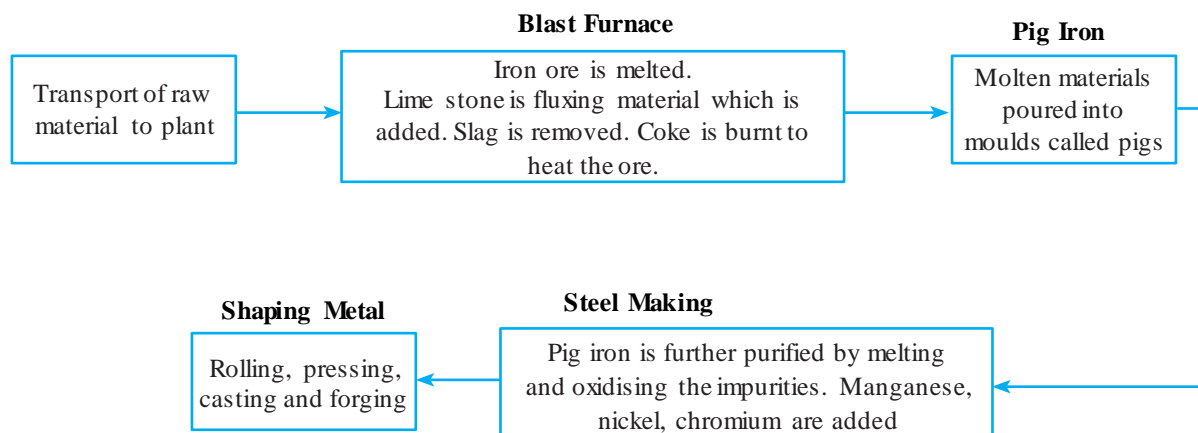 Blast Furnace
Pig Iron
Transport of raw
material to plant
Iron ore is melted.
Lime stone is fluxing material which is
added. Slag is removed. Coke is burnt to
heat the ore.
Molten materials
poured into
moulds called pigs
Shaping Metal
Steel Making
Rolling, pressing,
casting and forging
Pig iron is further purified by melting
and oxidising the impurities. Manganese,
nickel, chromium are added